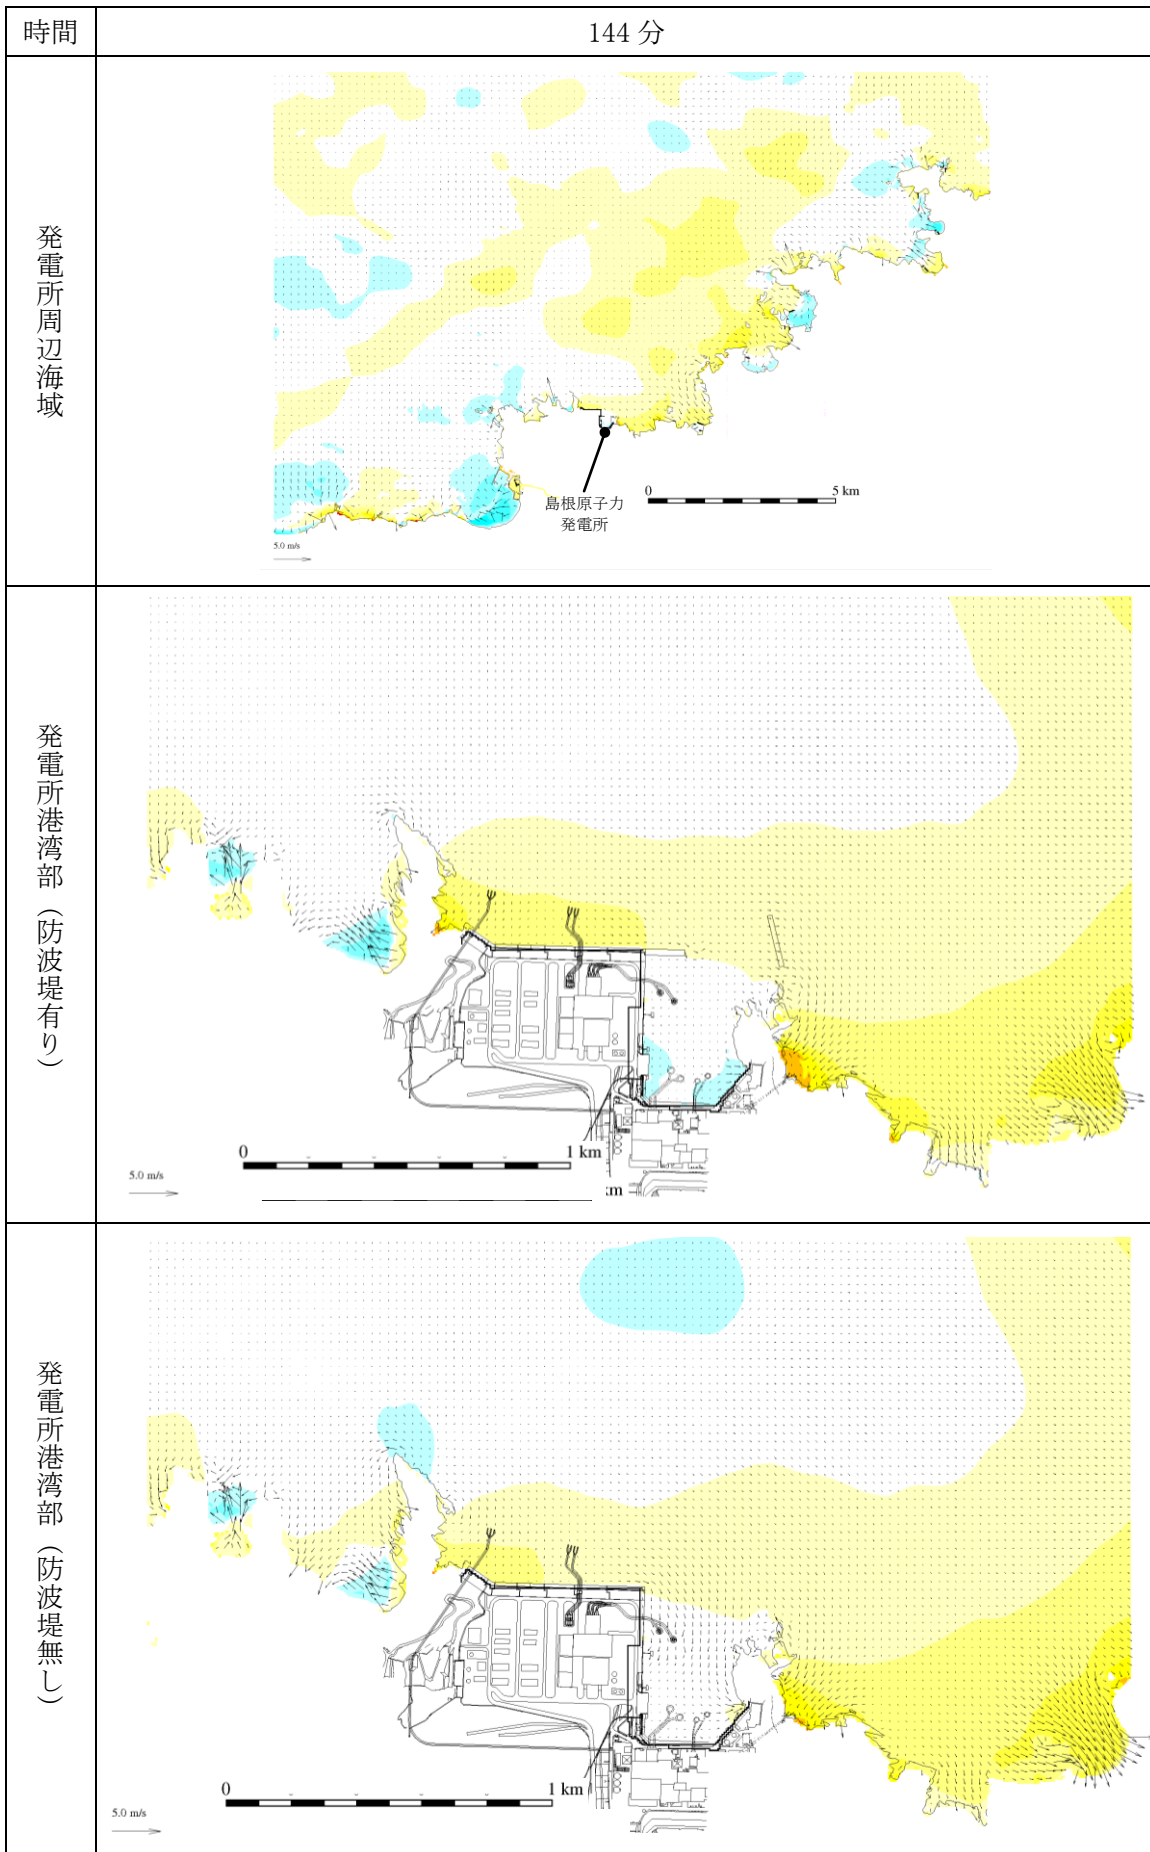 時間
144 分
発電所周辺海域
島根原子力
発電所
0
5 km
5.0 m/s
発電所港湾部（防波堤有り）
0
1 km
5.0 m/s
km
発電所港湾部（防波堤無し）
0
1 km
5.0 m/s